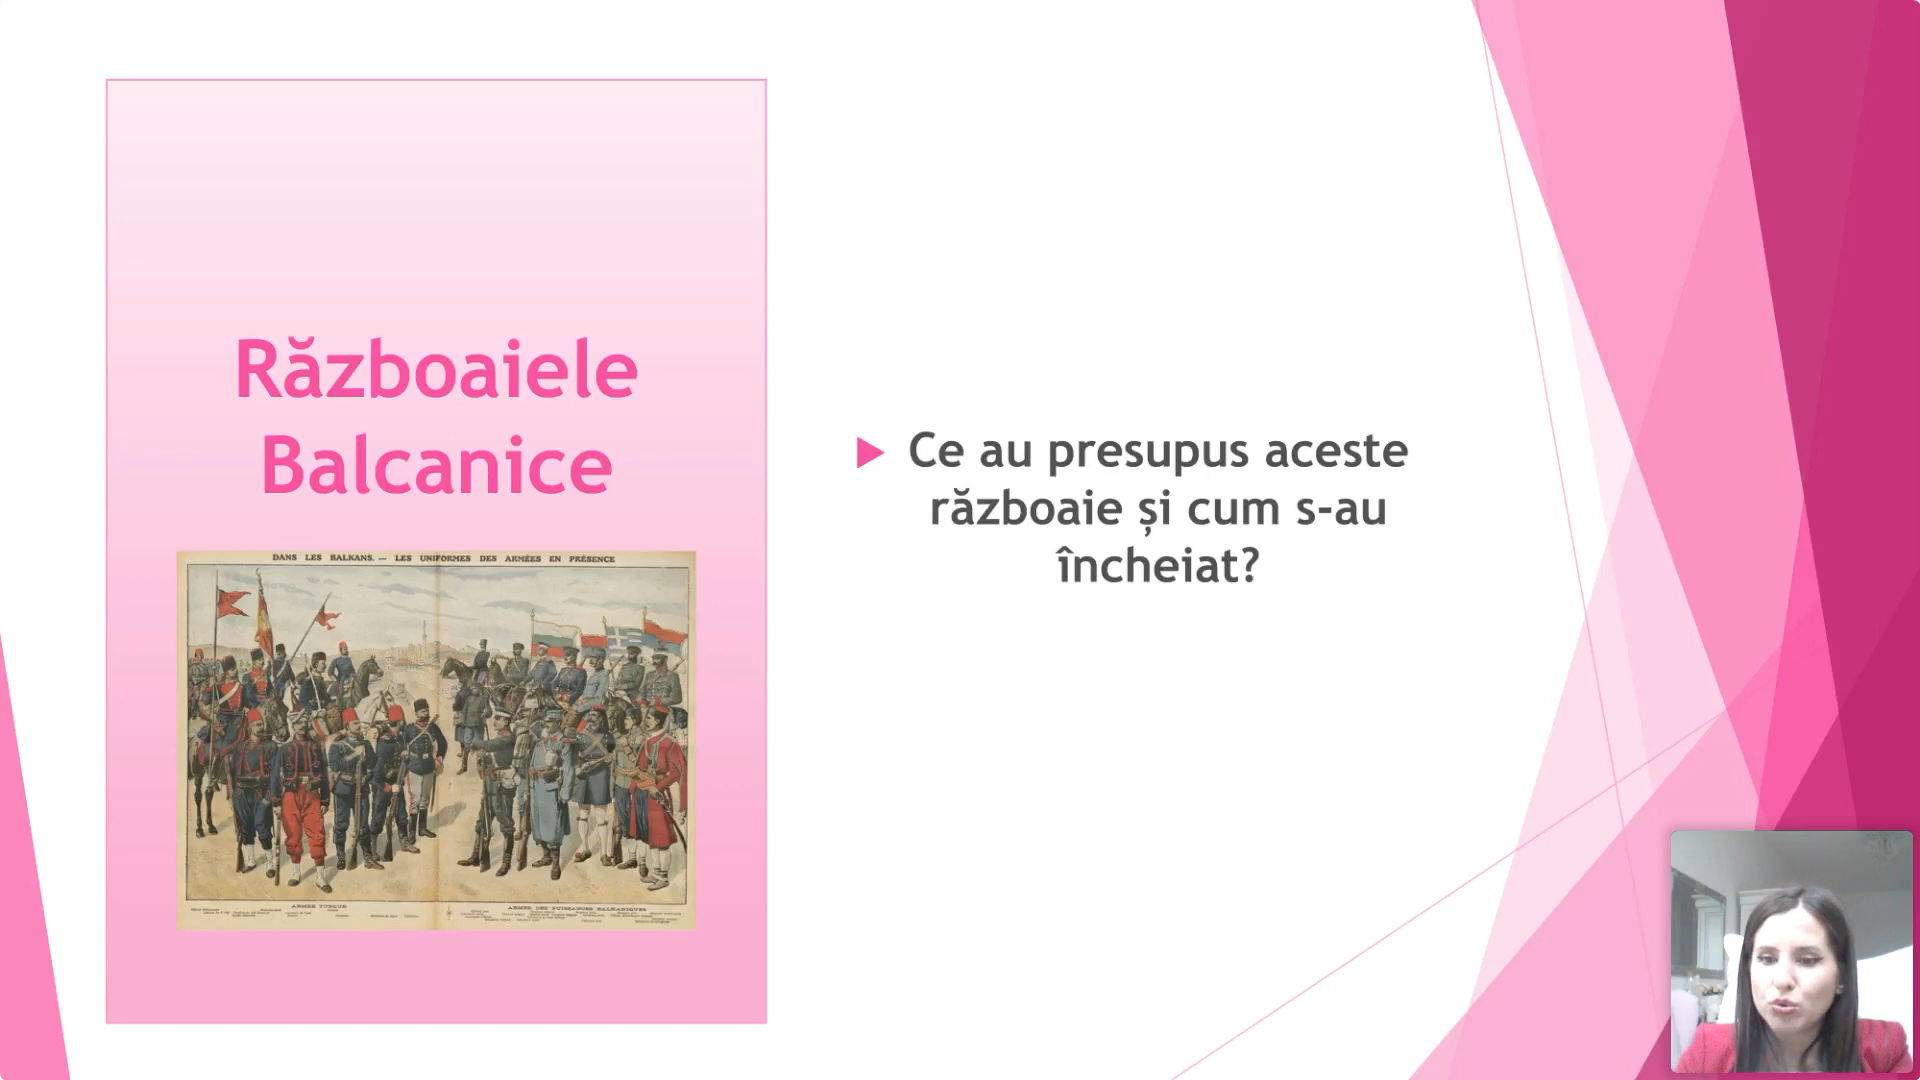 Războaiele
Balcanice
DANS LES BALKANS. — LES UNIFORMES DES ARMÉES EN PRÉSENCE
ARMÉE TURQUE
ARMÉE DES PUISSANCES BALKANIQUES
Ce au presupus aceste
războaie și cum s-au
încheiat?